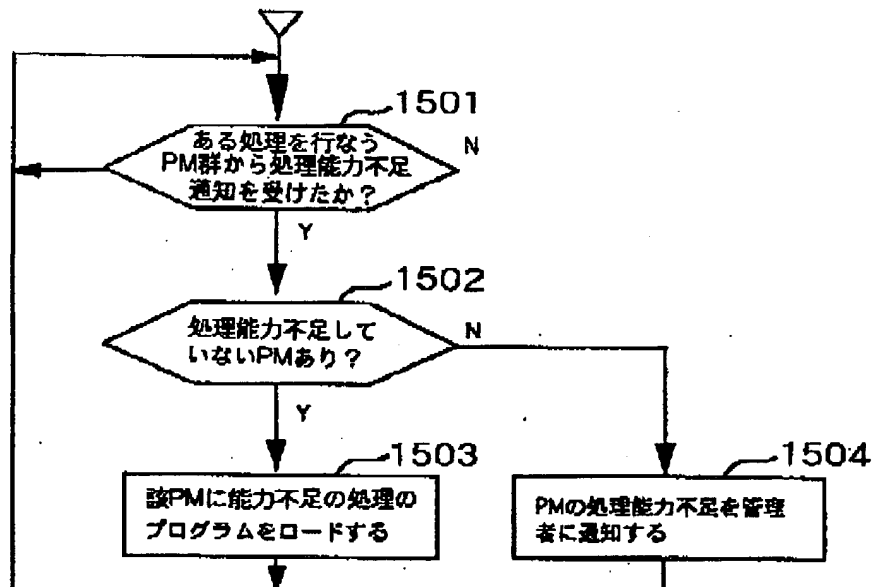 1501
ある処理を行なう
PM群から処理能力不足
通知を受けたか?
N
Y
1502
処理能力不足して
いないPMあり?
N
Y
1503
該PMに能力不足の処理の
プログラムをロードする
1504
PMの処理能力不足を管理
者に通知する